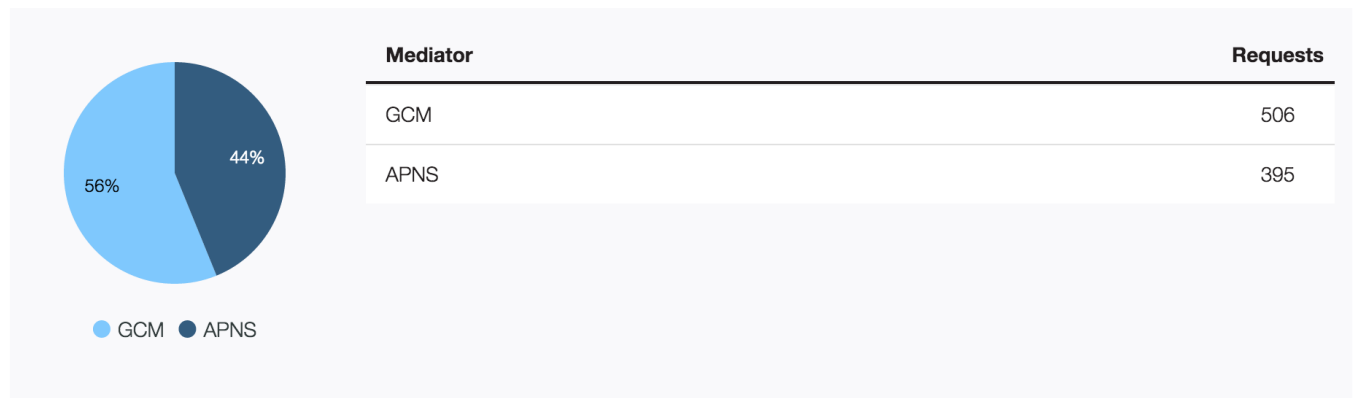 Mediator Requests
GCM 506
APNS 395
44%
56%
GCM APNS